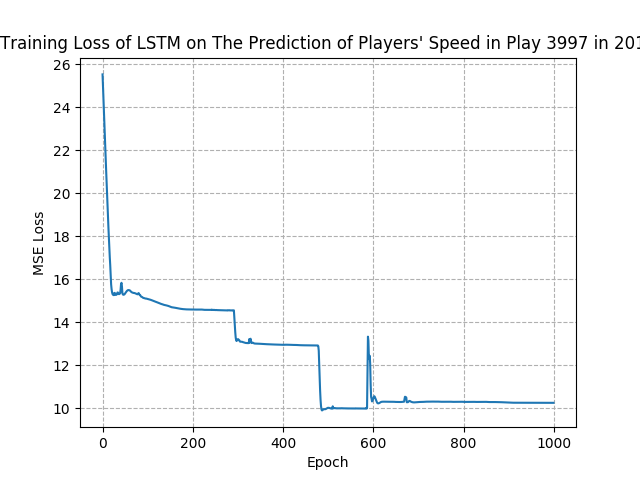 Training Loss of LSTM on The Prediction of Players' Speed in Play 3997 in 201
26
24
22
20
18
16
14
12
10
MSE Loss
0 200 400 600 800 1000
Epoch